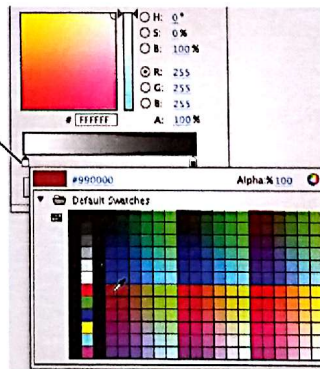 H: 0°
S: 0%
B: 100%
R: 255
G: 255
B: 255
# FFFFFF
A: 100%
#990000 Alpha:% 100
Default Swatches